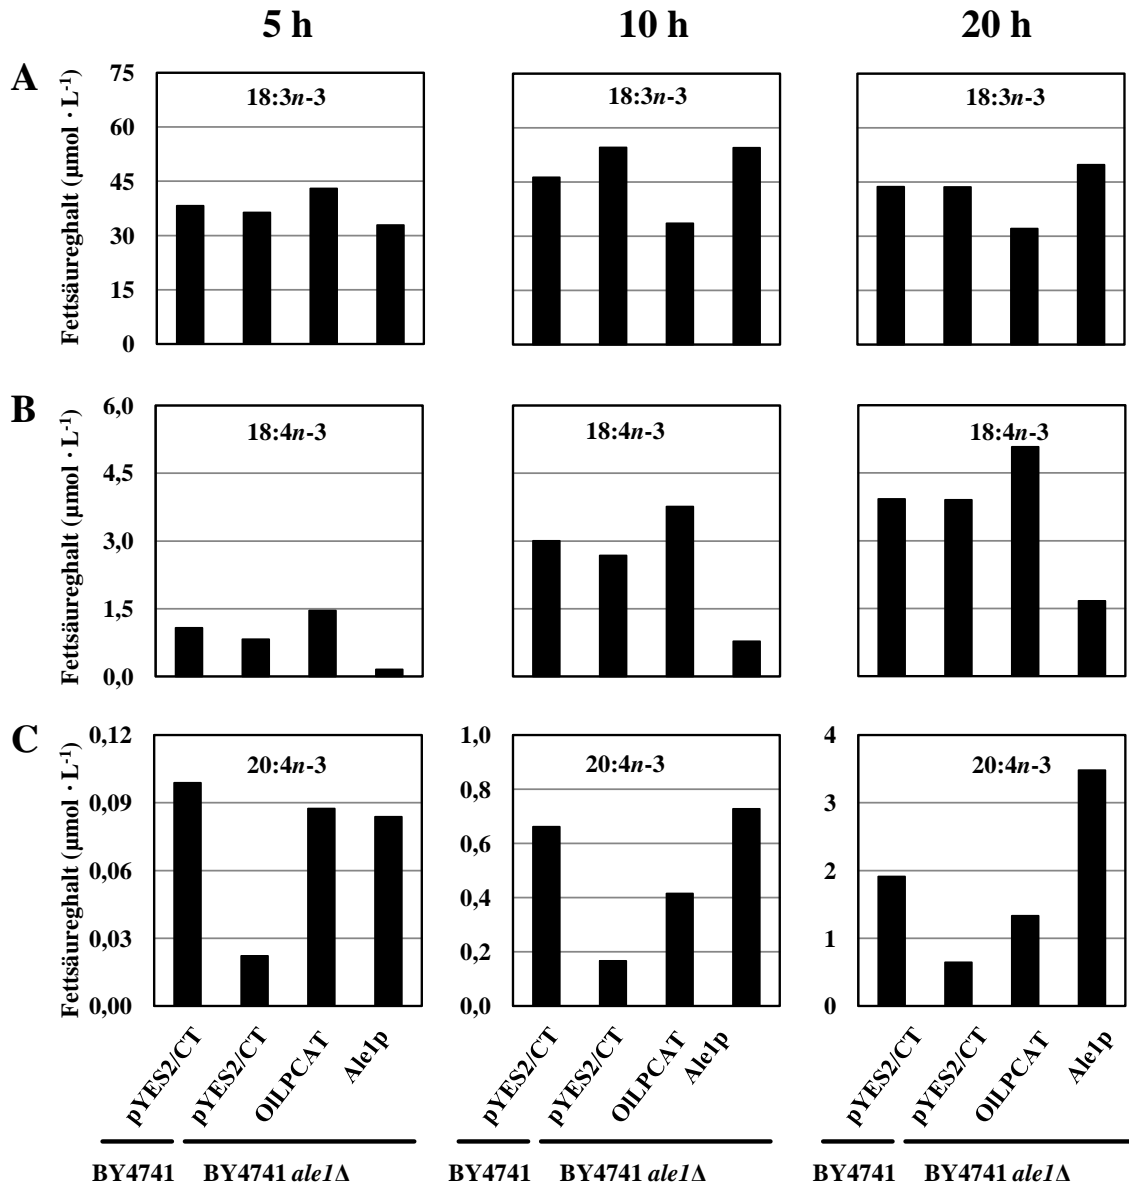 5 h 10 h 20 h
A
Fettsäureghalt (µmol · L-1)
75
60
45
30
15
0
18:3n-3 18:3n-3 18:3n-3
B
Fettsäureghalt (µmol · L-1)
6,0
4,5
3,0
1,5
0,0
18:4n-3 18:4n-3 18:4n-3
C
Fettsäureghalt (µmol · L-1)
0,12
0,09
0,06
0,03
0,00
20:4n-3
1,0
0,8
0,6
0,4
0,2
0,0
20:4n-3
4
3
2
1
0
20:4n-3
pYES2/CT pYES2/CT OlLPCAT Ale1p
pYES2/CT pYES2/CT OlLPCAT Ale1p
pYES2/CT pYES2/CT OlLPCAT Ale1p
BY4741 BY4741 ale1Δ BY4741 BY4741 ale1Δ BY4741 BY4741 ale1Δ